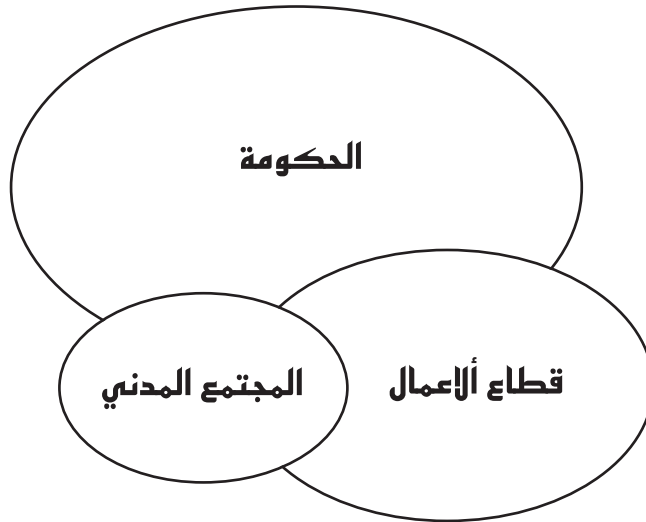 الحكومة
قطاع ألاعمال
المجتمع المدني